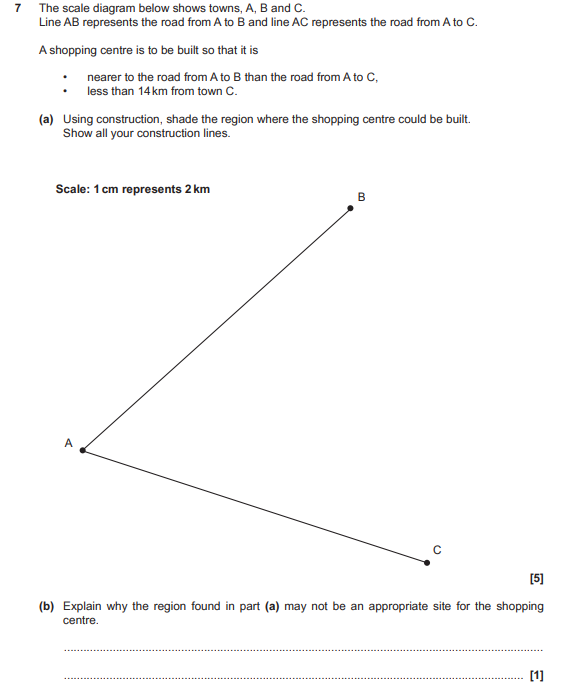 7 The scale diagram below shows towns, A, B and C.
Line AB represents the road from A to B and line AC represents the road from A to C.
A shopping centre is to be built so that it is
• nearer to the road from A to B than the road from A to C,
• less than 14 km from town C.
(a) Using construction, shade the region where the shopping centre could be built.
Show all your construction lines.
Scale: 1 cm represents 2 km
B
A
C
[5]
(b) Explain why the region found in part (a) may not be an appropriate site for the shopping
centre.
[1]